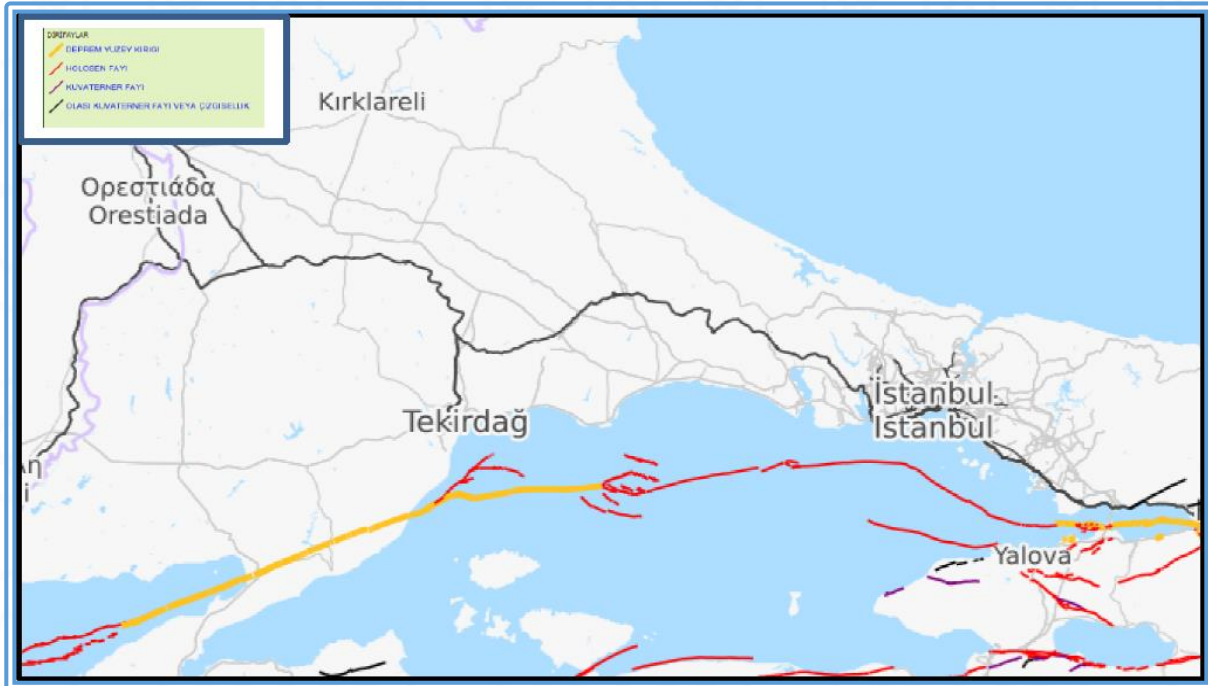 DİRİFAYLAR
DEPREM YÜZEY KIRIĞI
HOLOSEN FAYI
KUVATERNER FAYI
OLASI KUVATERNER FAYI VEYA ÇİZGİSELLİK
Kırklareli
Ορεστιάδα
Orestiada
Tekirdağ
İstanbul
İstanbul
Yalova